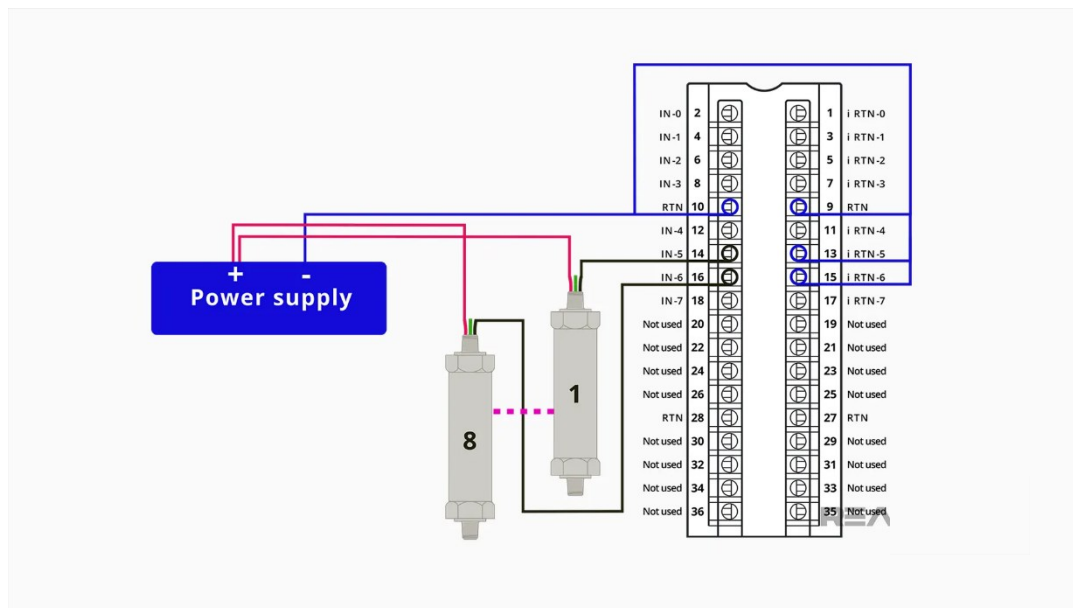 IN-0 2 1 i RTN-0
IN-1 4 3 i RTN-1
IN-2 6 5 i RTN-2
IN-3 8 7 i RTN-3
RTN 10 9 RTN
IN-4 12 11 i RTN-4
IN-5 14 13 i RTN-5
IN-6 16 15 i RTN-6
IN-7 18 17 i RTN-7
Not used 20 19 Not used
Not used 22 21 Not used
Not used 24 23 Not used
Not used 26 25 Not used
RTN 28 27 RTN
Not used 30 29 Not used
Not used 32 31 Not used
Not used 34 33 Not used
Not used 36 35 Not used
+ -
Power supply
1
8